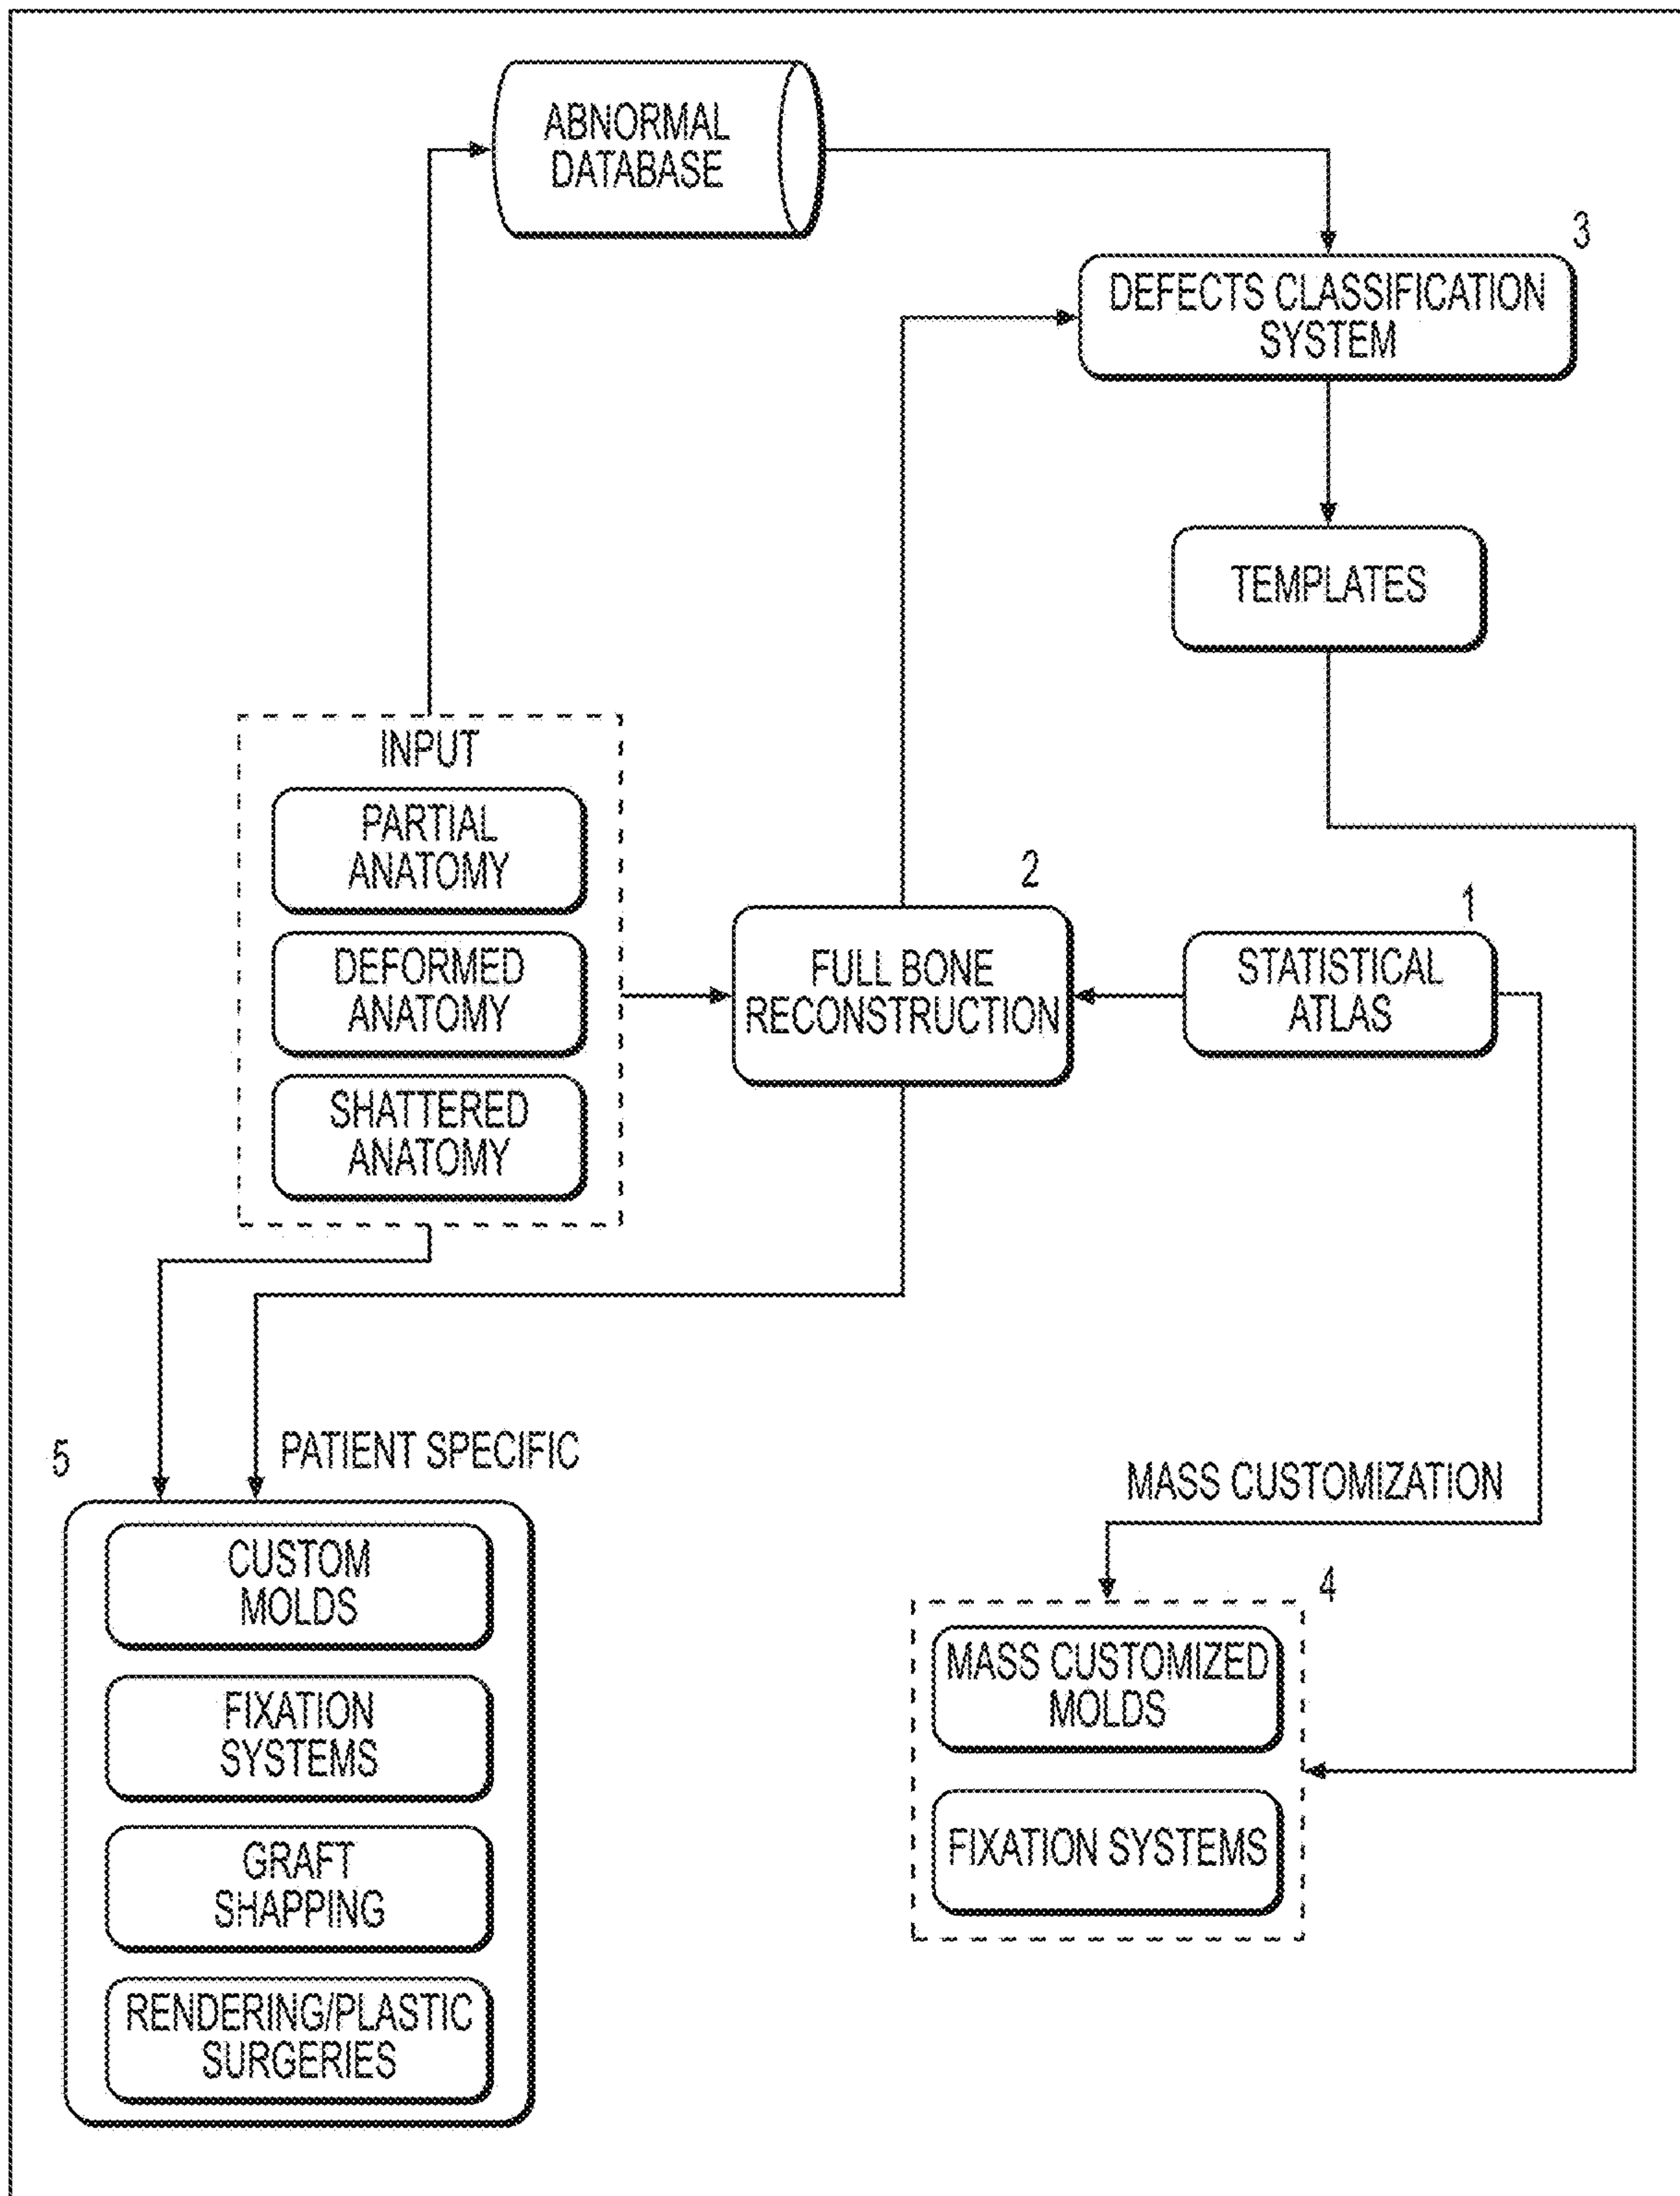 ABNORMAL
DATABASE
3
DEFECTS CLASSIFICATION
SYSTEM
TEMPLATES
INPUT
PARTIAL
ANATOMY
DEFORMED
ANATOMY
SHATTERED
ANATOMY
2
FULL BONE
RECONSTRUCTION
1
STATISTICAL
ATLAS
5
PATIENT SPECIFIC
CUSTOM
MOLDS
FIXATION
SYSTEMS
GRAFT
SHAPPING
RENDERING/PLASTIC
SURGERIES
MASS CUSTOMIZATION
4
MASS CUSTOMIZED
MOLDS
FIXATION SYSTEMS